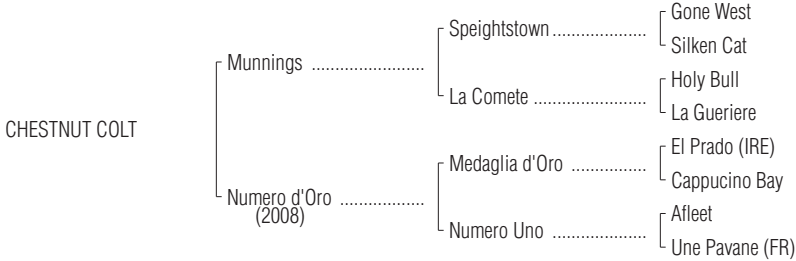 Gone West
Speightstown ....................
Silken Cat
Munnings ........................
Holy Bull
La Comete ........................
La Gueriere
CHESTNUT COLT
El Prado (IRE)
Medaglia d'Oro ................
Cappucino Bay
Numero d'Oro ..................
(2008)
Afleet
Numero Uno ....................
Une Pavane (FR)